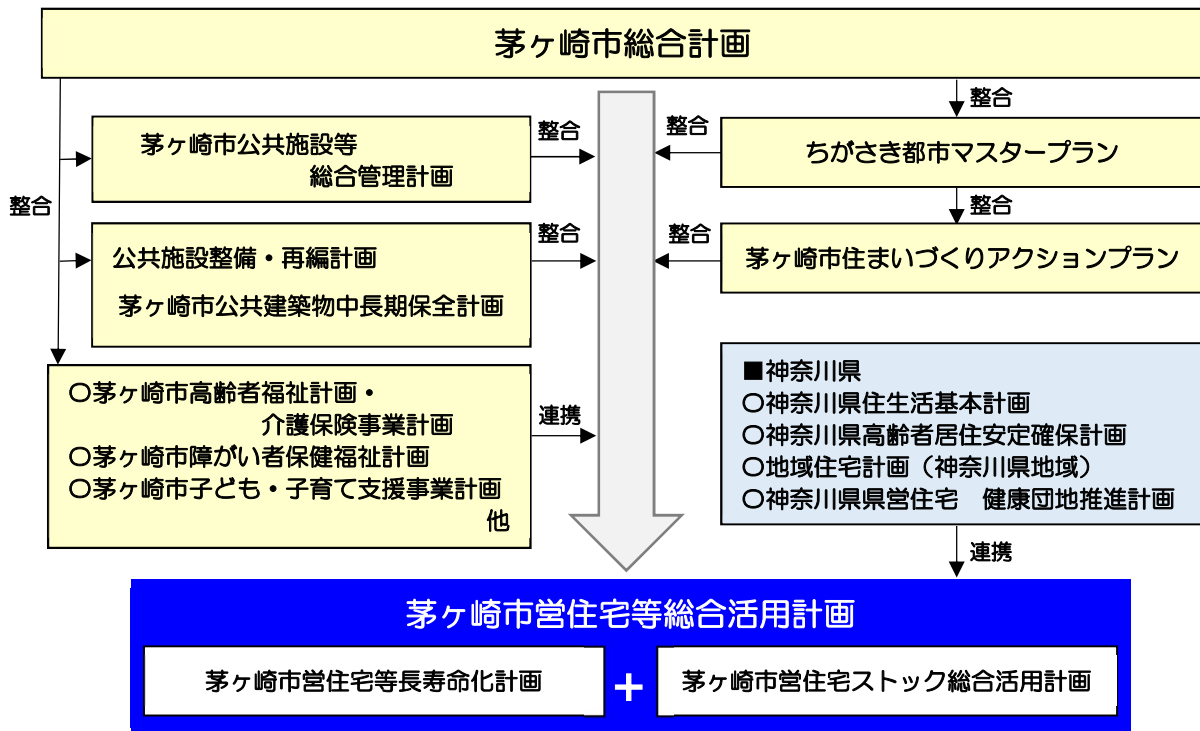 茅ヶ崎市総合計画
整合
茅ヶ崎市公共施設等
総合管理計画
整合
整合
ちがさき都市マスタープラン
整合
整合
公共施設整備・再編計画
茅ヶ崎市公共建築物中長期保全計画
整合
整合
茅ヶ崎市住まいづくりアクションプラン
〇茅ヶ崎市高齢者福祉計画・
介護保険事業計画
〇茅ヶ崎市障がい者保健福祉計画
〇茅ヶ崎市子ども・子育て支援事業計画
他
連携
■神奈川県
〇神奈川県住生活基本計画
〇神奈川県高齢者居住安定確保計画
〇地域住宅計画（神奈川県地域）
〇神奈川県県営住宅　健康団地推進計画
連携
茅ヶ崎市営住宅等総合活用計画
茅ヶ崎市営住宅等長寿命化計画
＋
茅ヶ崎市営住宅ストック総合活用計画